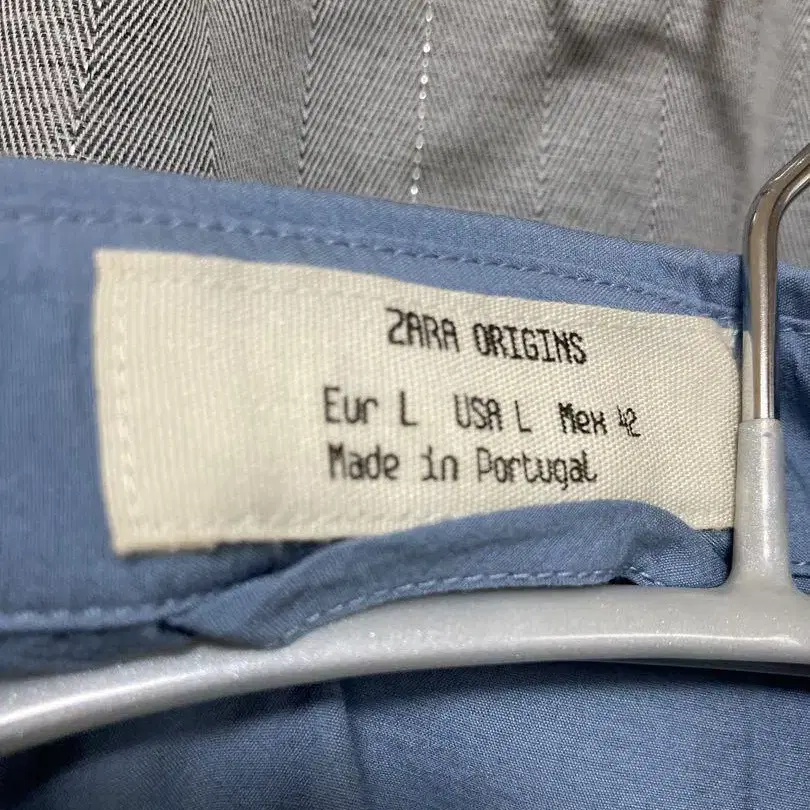 ZARA ORIGINS
Eur L USA L Mex 42
Made in Portugal